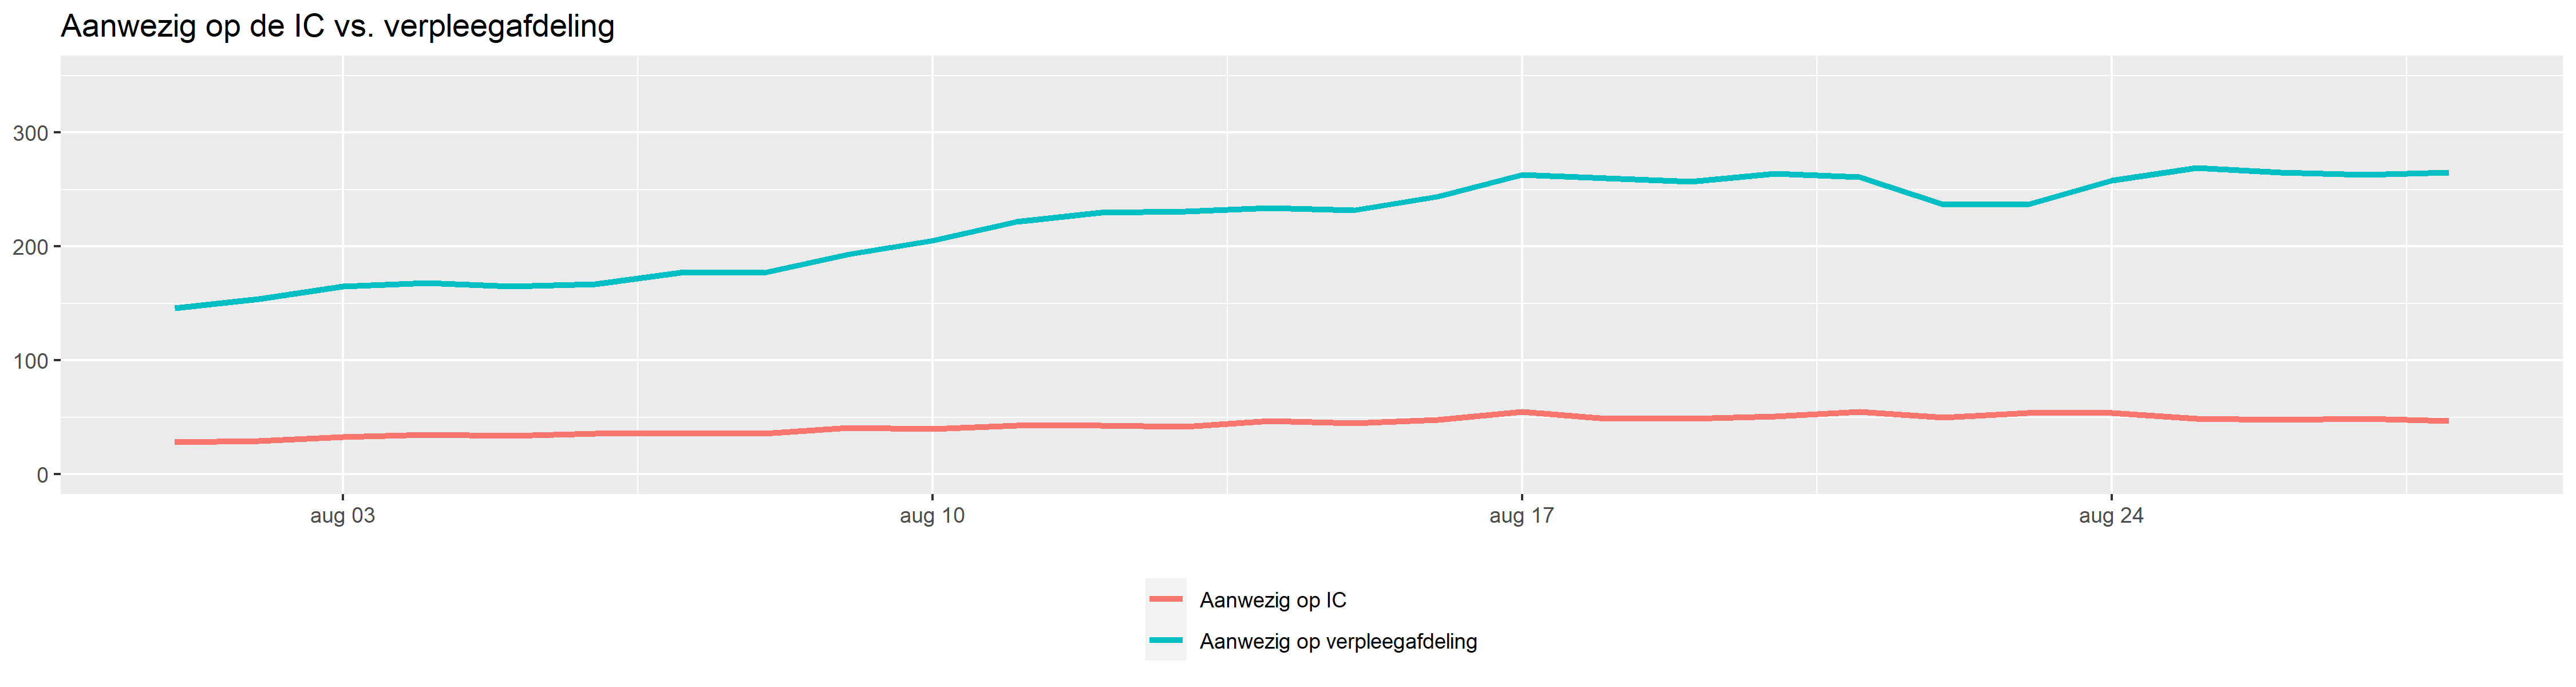 Aanwezig op de IC vs. verpleegafdeling
300
200
100
0
aug 03
aug 10
aug 17
aug 24
Aanwezig op IC
Aanwezig op verpleegafdeling